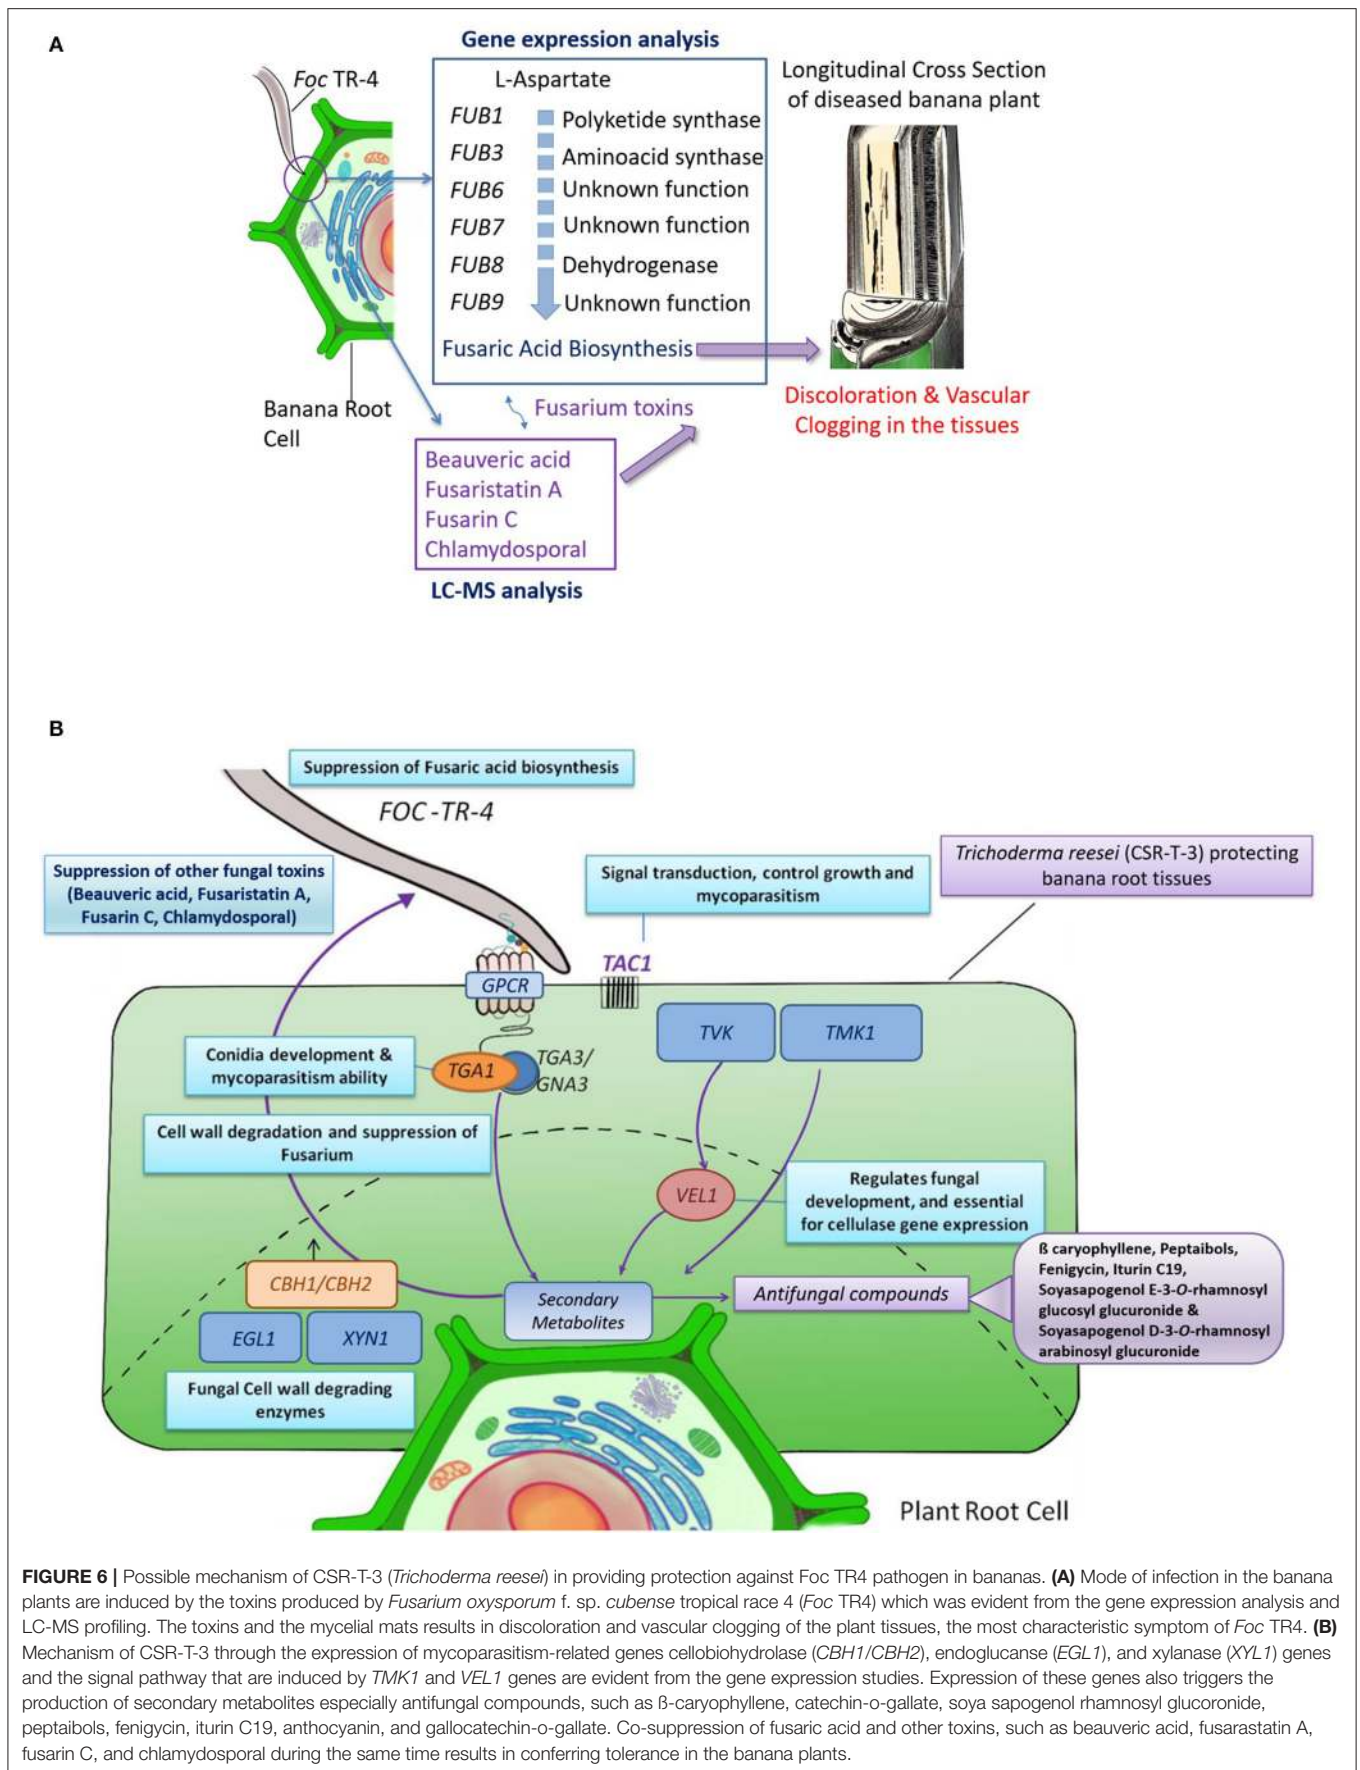 A
Gene expression analysis
Foc TR-4
L-Aspartate
FUB1
Polyketide synthase
FUB3
Aminoacid synthase
FUB6
Unknown function
FUB7
Unknown function
FUB8
Dehydrogenase
FUB9
Unknown function
Fusaric Acid Biosynthesis
Longitudinal Cross Section
of diseased banana plant
Discoloration & Vascular
Clogging in the tissues
Banana Root
Cell
Fusarium toxins
Beauveric acid
Fusaristatin A
Fusarin C
Chlamydosporal
LC-MS analysis
B
Suppression of Fusaric acid biosynthesis
FOC -TR-4
Suppression of other fungal toxins
(Beauveric acid, Fusaristatin A,
Fusarin C, Chlamydosporal)
Signal transduction, control growth and
mycoparasitism
Trichoderma reesei (CSR-T-3) protecting
banana root tissues
TAC1
GPCR
TVK
TMK1
Conidia development &
mycoparasitism ability
TGA1
TGA3/
GNA3
Cell wall degradation and suppression of
Fusarium
VEL1
Regulates fungal
development, and essential
for cellulase gene expression
CBH1/CBH2
EGL1
XYN1
Fungal Cell wall degrading
enzymes
Secondary
Metabolites
Antifungal compounds
ß caryophyllene, Peptaibols,
Fenigycin, Iturin C19,
Soyasapogenol E-3-O-rhamnosyl
glucosyl glucuronide &
Soyasapogenol D-3-O-rhamnosyl
arabinosyl glucuronide
Plant Root Cell
FIGURE 6 | Possible mechanism of CSR-T-3 (Trichoderma reesei) in providing protection against Foc TR4 pathogen in bananas. (A) Mode of infection in the banana
plants are induced by the toxins produced by Fusarium oxysporum f. sp. cubense tropical race 4 (Foc TR4) which was evident from the gene expression analysis and
LC-MS profiling. The toxins and the mycelial mats results in discoloration and vascular clogging of the plant tissues, the most characteristic symptom of Foc TR4. (B)
Mechanism of CSR-T-3 through the expression of mycoparasitism-related genes cellobiohydrolase (CBH1/CBH2), endoglucanse (EGL1), and xylanase (XYL1) genes
and the signal pathway that are induced by TMK1 and VEL1 genes are evident from the gene expression studies. Expression of these genes also triggers the
production of secondary metabolites especially antifungal compounds, such as ß-caryophyllene, catechin-o-gallate, soya sapogenol rhamnosyl glucoronide,
peptaibols, fenigycin, iturin C19, anthocyanin, and gallocatechin-o-gallate. Co-suppression of fusaric acid and other toxins, such as beauveric acid, fusarastatin A,
fusarin C, and chlamydosporal during the same time results in conferring tolerance in the banana plants.